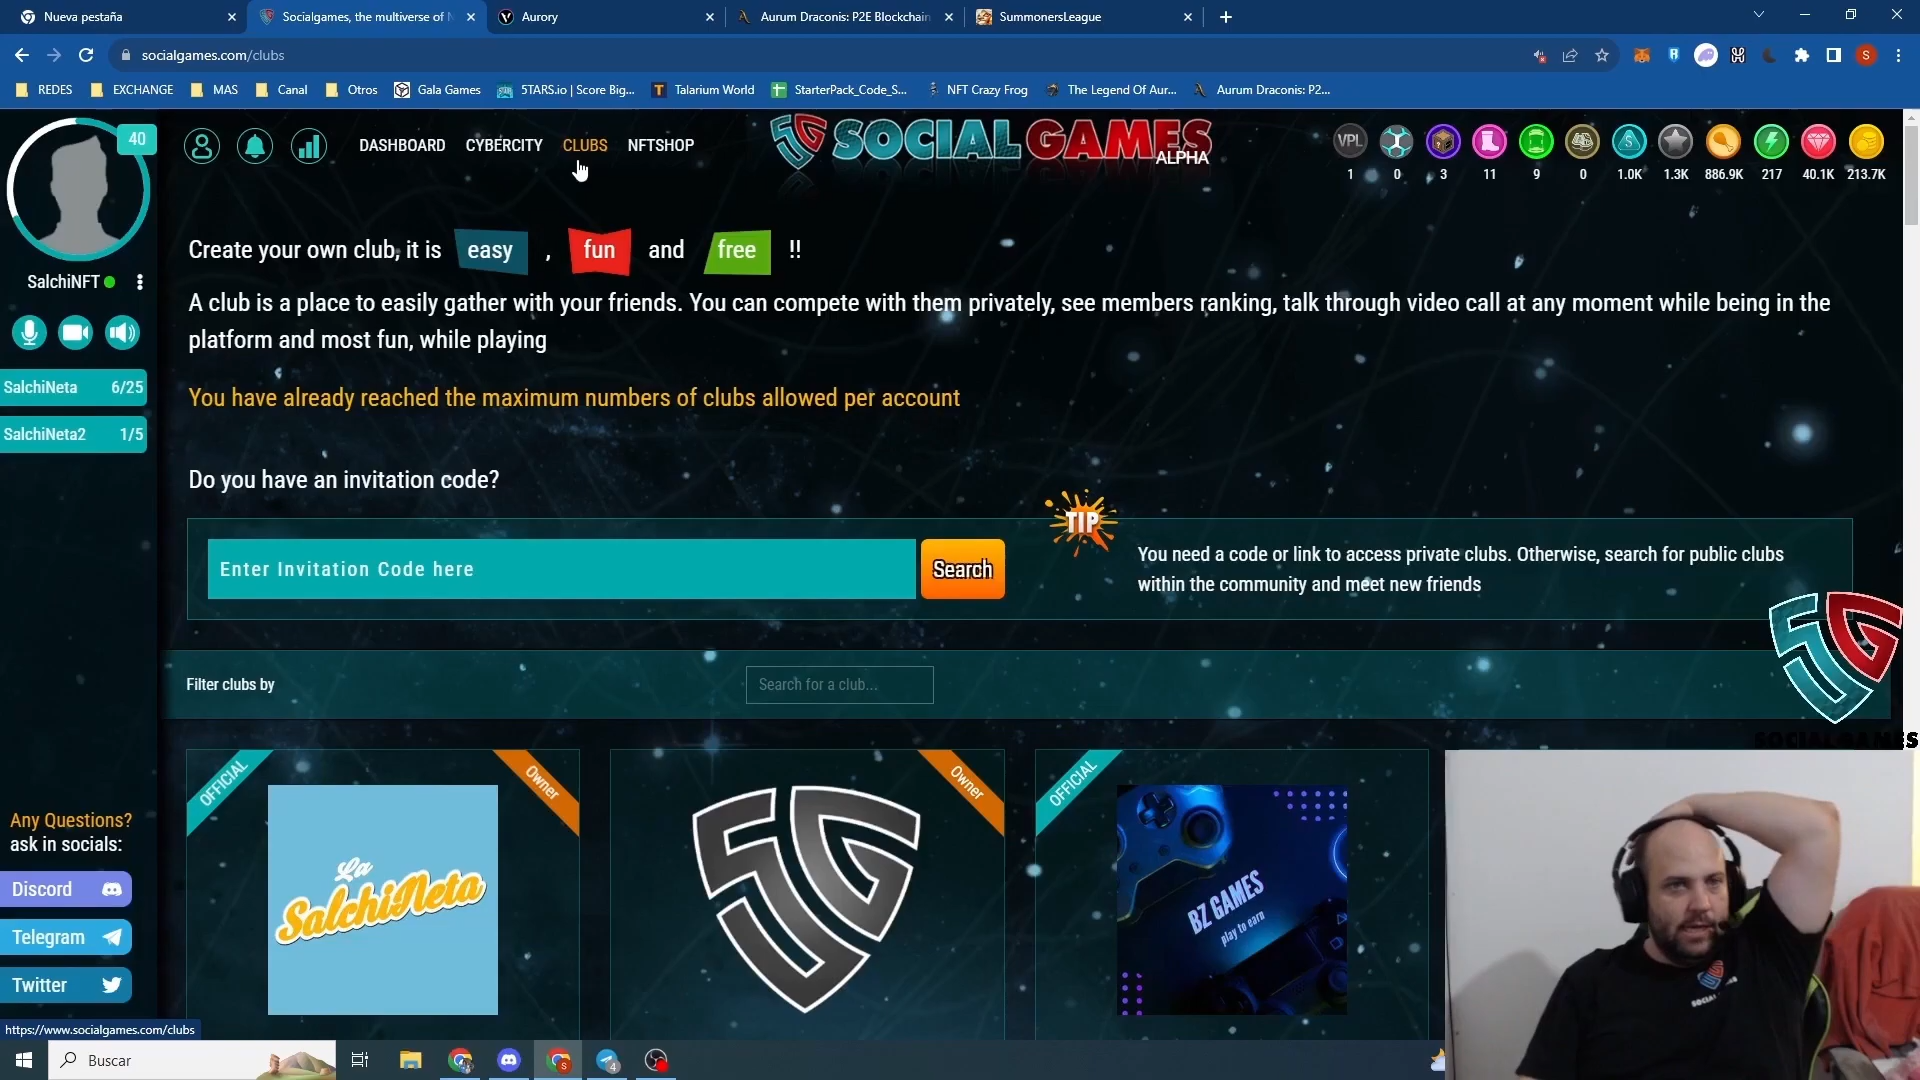 Nueva pestaña
Socialgames, the multiverse of N
Aurory
Aurum Draconis: P2E Blockchain
SummonersLeague
socialgames.com/clubs
S
REDES
EXCHANGE
MAS
Canal
Otros
Gala Games
5TARS.io | Score Big...
Talarium World
StarterPack_Code_S...
NFT Crazy Frog
The Legend Of Aur...
Aurum Draconis: P2...
40
DASHBOARD
CYBERCITY
CLUBS
NFTSHOP
SOCIALGAMES
ALPHA
VPL
1
0
3
11
9
0
1.0K
1.3K
886.9K
217
40.1K
213.7K
SalchiNFT
SalchiNeta 6/25
SalchiNeta2 1/5
Create your own club, it is easy , fun and free !!
A club is a place to easily gather with your friends. You can compete with them privately, see members ranking, talk through video call at any moment while being in the
platform and most fun, while playing
You have already reached the maximum numbers of clubs allowed per account
Do you have an invitation code?
Enter Invitation Code here
Search
TIP
You need a code or link to access private clubs. Otherwise, search for public clubs
within the community and meet new friends
Filter clubs by
Search for a club...
OFFICIAL
Owner
La
SalchiNeta
Owner
OFFICIAL
BZ GAMES
play to earn
SOCIALGAMES
Any Questions?
ask in socials:
Discord
Telegram
Twitter
https://www.socialgames.com/clubs
Buscar
S
4